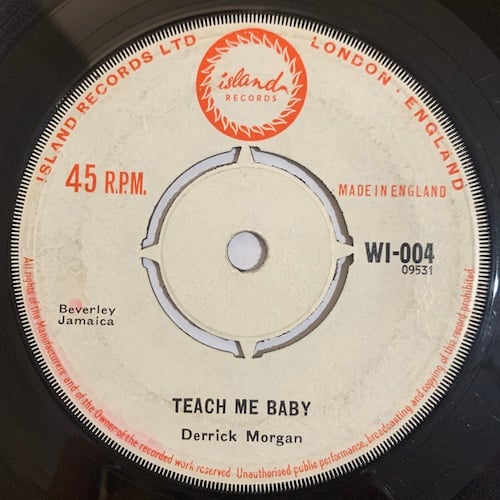 ISLAND RECORDS LTD LONDON · ENGLAND
island
RECORDS
45 R.P.M.
MADE IN ENGLAND
WI-004
09531
Beverley
Jamaica
TEACH ME BABY
Derrick Morgan
All rights of the Manufacturers and of the Owner of the recorded work reserved Unauthorised public performance, broadcasting and copying of this record prohibited